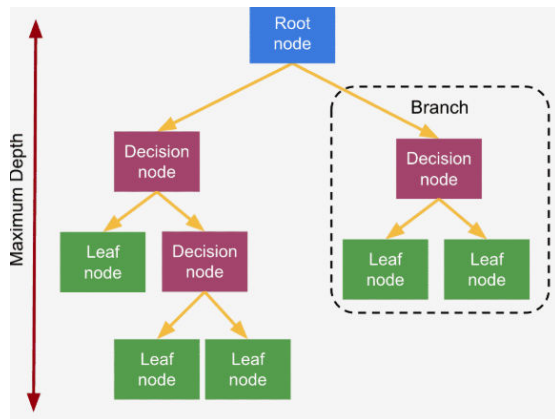 Root
node
Branch
Maximum Depth
Decision
node
Decision
node
Leaf
node
Decision
node
Leaf
node
Leaf
node
Leaf
node
Leaf
node